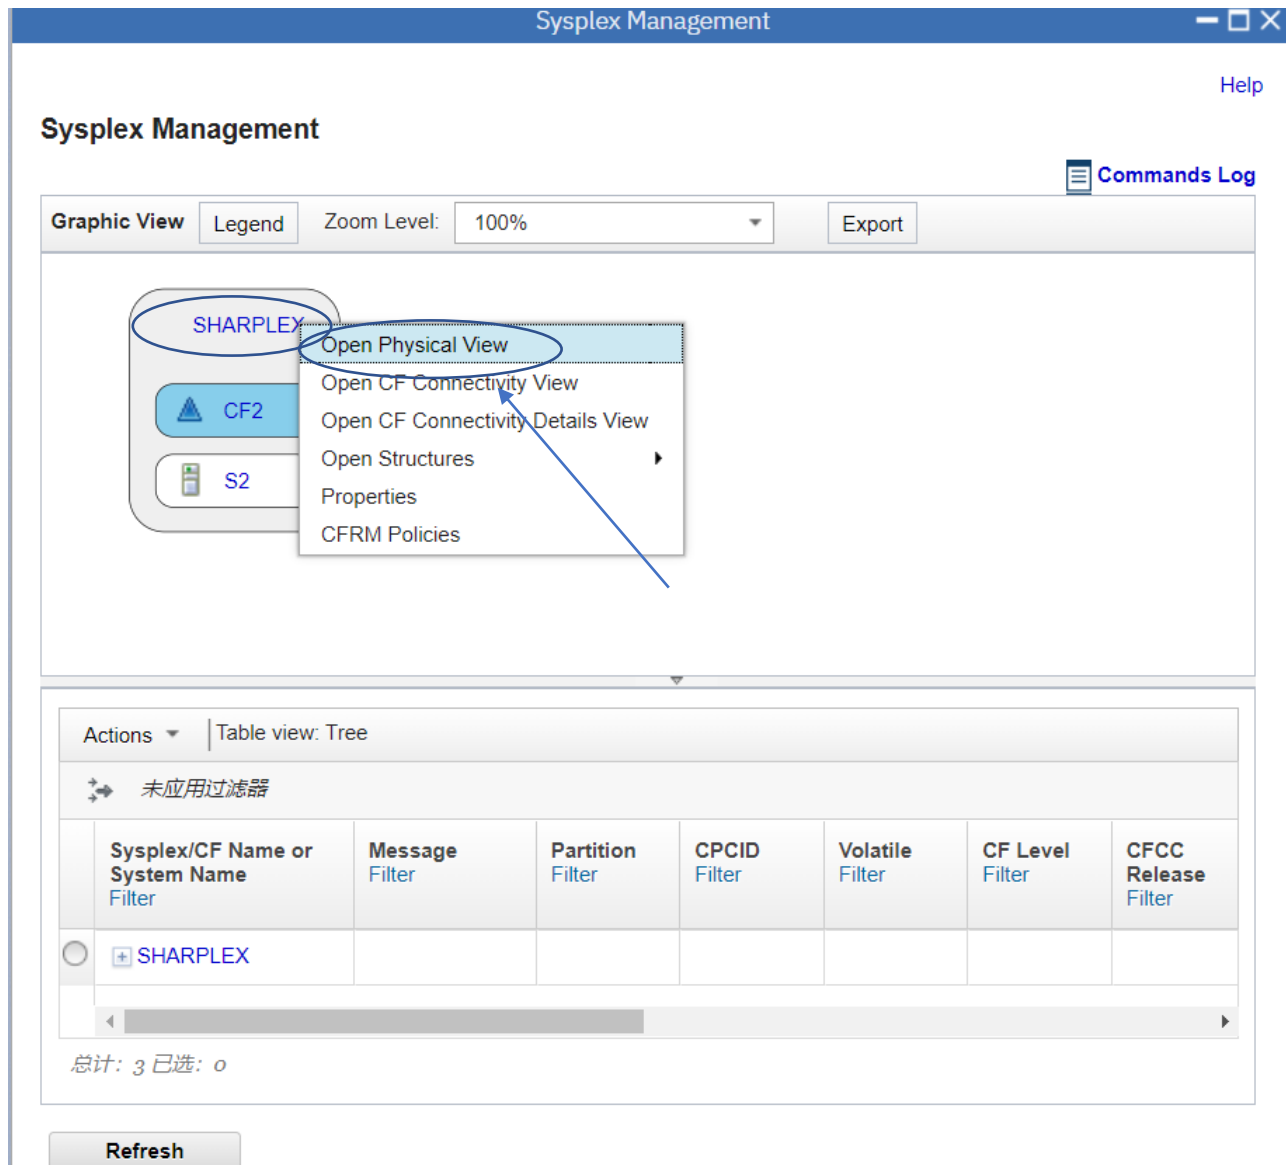 Sysplex Management
Help
Sysplex Management
Commands Log
Graphic View Legend Zoom Level: 100% Export
SHARPLEX
Open Physical View
Open CF Connectivity View
CF2
Open CF Connectivity Details View
Open Structures
S2
Properties
CFRM Policies
Actions Table view: Tree
未应用过滤器
Sysplex/CF Name or System Name Filter
Message Filter
Partition Filter
CPCID Filter
Volatile Filter
CF Level Filter
CFCC Release Filter
SHARPLEX
总计：3 已选：0
Refresh